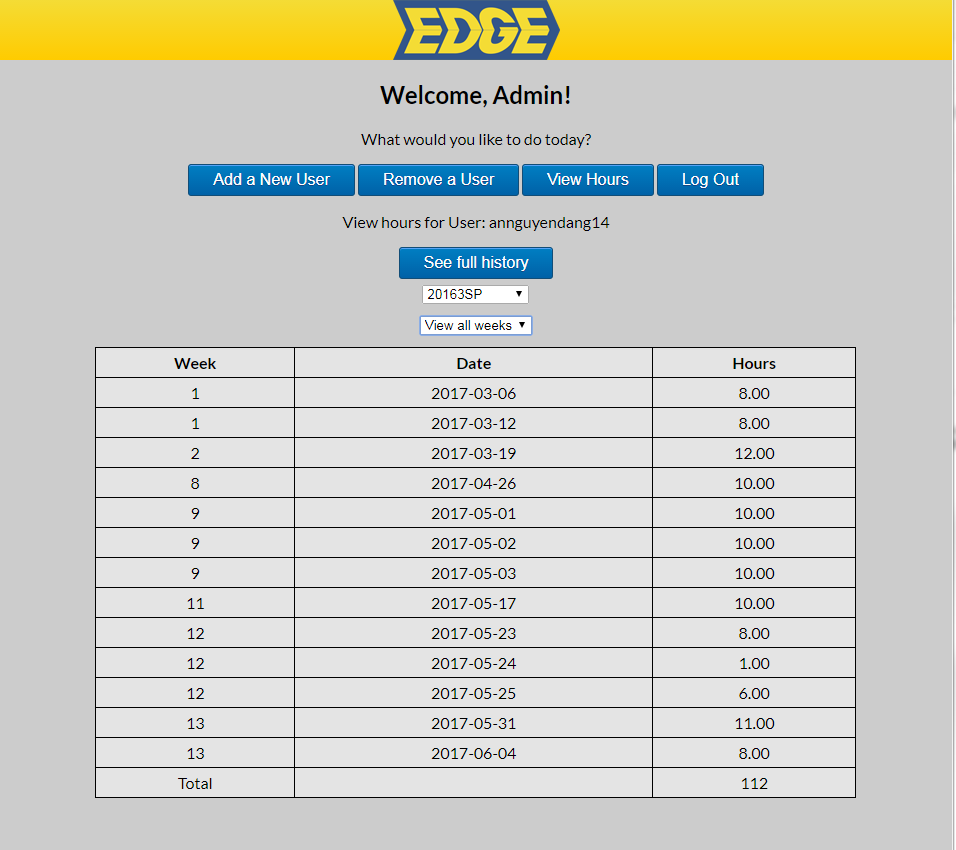 EDGE
Welcome, Admin!
What would you like to do today?
Add a New User Remove a User View Hours Log Out
View hours for User: annguyendang14
See full history
20163SP
View all weeks
Week Date Hours
1 2017-03-06 8.00
1 2017-03-12 8.00
2 2017-03-19 12.00
8 2017-04-26 10.00
9 2017-05-01 10.00
9 2017-05-02 10.00
9 2017-05-03 10.00
11 2017-05-17 10.00
12 2017-05-23 8.00
12 2017-05-24 1.00
12 2017-05-25 6.00
13 2017-05-31 11.00
13 2017-06-04 8.00
Total 112